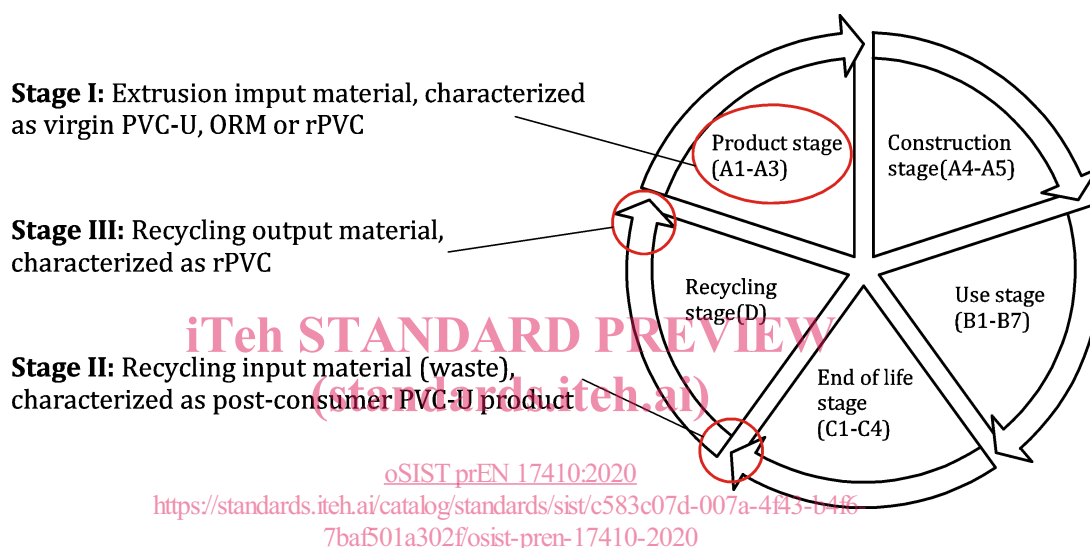 Stage I: Extrusion imput material, characterized
as virgin PVC-U, ORM or rPVC
Stage III: Recycling output material,
characterized as rPVC
Stage II: Recycling input material (waste),
characterized as post-consumer PVC-U product
Product stage
(A1-A3)
Construction
stage(A4-A5)
Use stage
(B1-B7)
End of life
stage
(C1-C4)
Recycling
stage(D)
iTeh STANDARD PREVIEW
(standards.iteh.ai)
oSIST prEN 17410:2020
https://standards.iteh.ai/catalog/standards/sist/c583c07d-007a-4f43-b4f6-
7baf501a302f/osist-pren-17410-2020